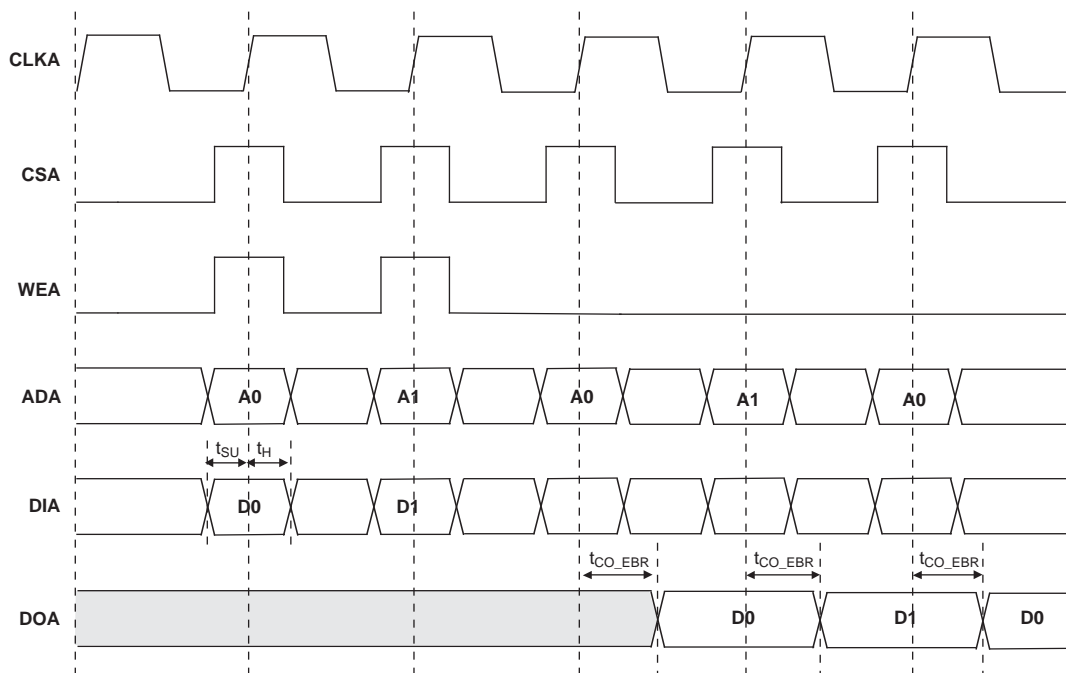 CLKA
CSA
WEA
ADA A0 A1 A0 A1 A0
tSU tH
DIA D0 D1
tCO_EBR tCO_EBR tCO_EBR
DOA D0 D1 D0